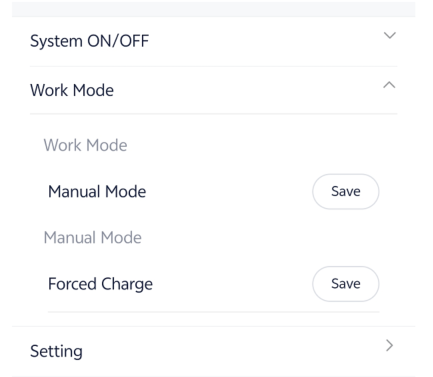 System ON/OFF
Work Mode
Work Mode
Manual Mode Save
Manual Mode
Forced Charge Save
Setting